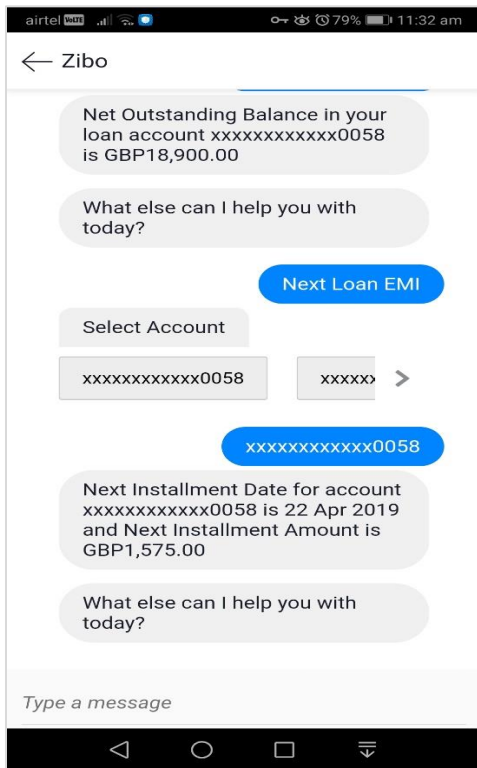 airtel VoLTE 79% 11:32 am
Zibo
Net Outstanding Balance in your
loan account xxxxxxxxxxxx0058
is GBP18,900.00
What else can I help you with
today?
Next Loan EMI
Select Account
xxxxxxxxxxxx0058 xxxxxx
xxxxxxxxxxxx0058
Next Installment Date for account
xxxxxxxxxxxx0058 is 22 Apr 2019
and Next Installment Amount is
GBP1,575.00
What else can I help you with
today?
Type a message